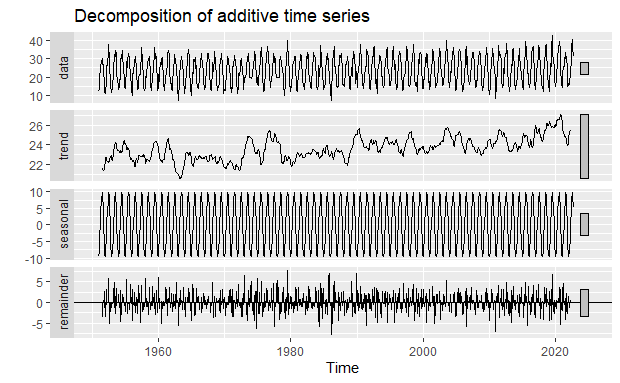 Decomposition of additive time series
data
40
30
20
10
trend
26
24
22
seasonal
10
5
0
-5
-10
remainder
5
0
-5
1960 1980 2000 2020
Time